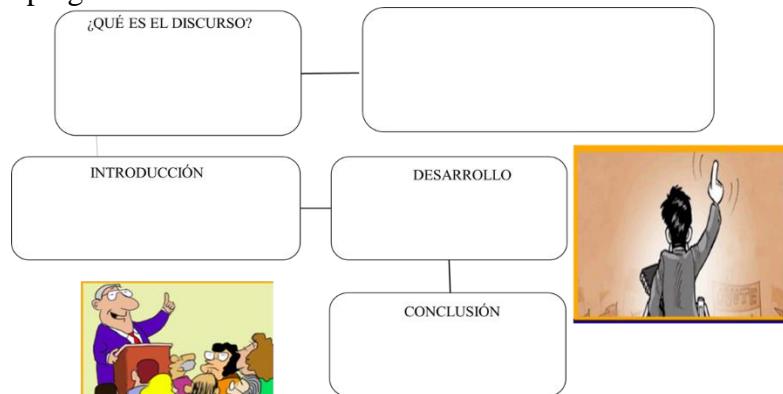 ¿QUÉ ES EL DISCURSO?
INTRODUCCIÓN
DESARROLLO
CONCLUSIÓN